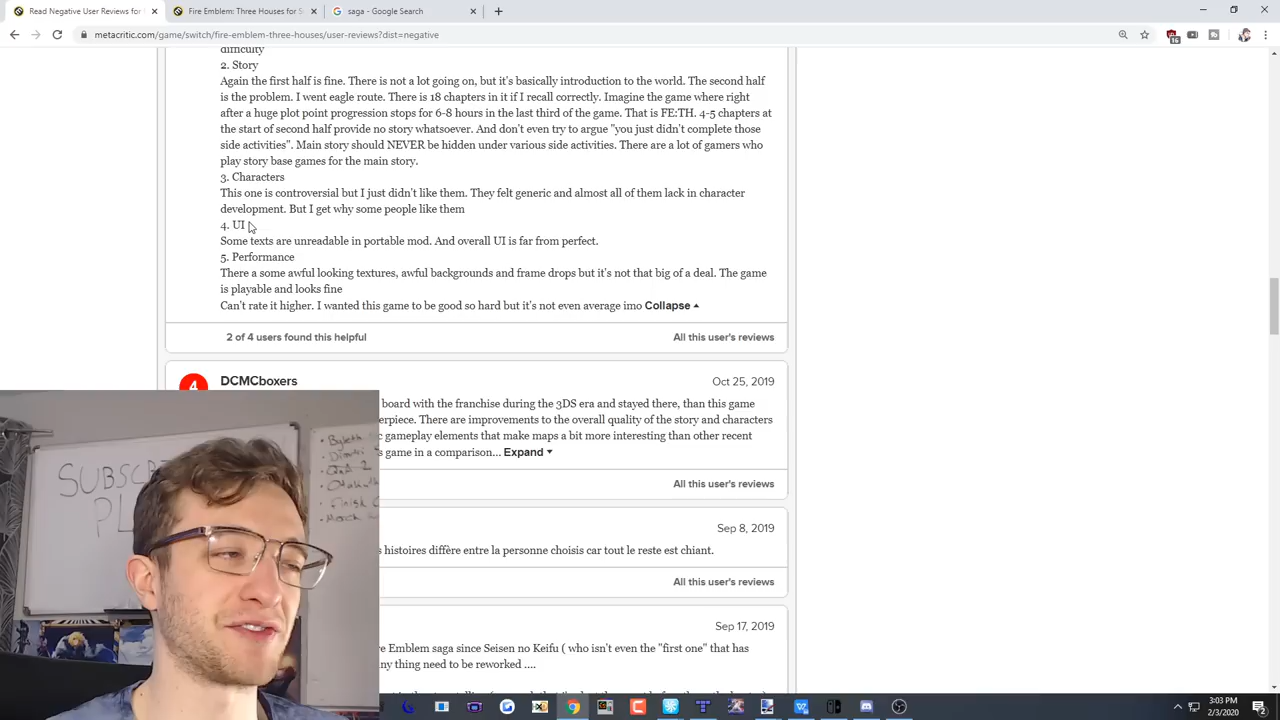 Read Negative User Reviews for
Fire Emblem: Three Houses for S
saga - Google Search
metacritic.com/game/switch/fire-emblem-three-houses/user-reviews?dist=negative
difficulty
2. Story
Again the first half is fine. There is not a lot going on, but it's basically introduction to the world. The second half
is the problem. I went eagle route. There is 18 chapters in it if I recall correctly. Imagine the game where right
after a huge plot point progression stops for 6-8 hours in the last third of the game. That is FE:TH. 4-5 chapters at
the start of second half provide no story whatsoever. And don't even try to argue "you just didn't complete those
side activities". Main story should NEVER be hidden under various side activities. There are a lot of gamers who
play story base games for the main story.
3. Characters
This one is controversial but I just didn't like them. They felt generic and almost all of them lack in character
development. But I get why some people like them
4. UI
Some texts are unreadable in portable mod. And overall UI is far from perfect.
5. Performance
There a some awful looking textures, awful backgrounds and frame drops but it's not that big of a deal. The game
is playable and looks fine
Can't rate it higher. I wanted this game to be good so hard but it's not even average imo Collapse
2 of 4 users found this helpful
All this user's reviews
4
DCMCboxers
Oct 25, 2019
board with the franchise during the 3DS era and stayed there, than this game
erpiece. There are improvements to the overall quality of the story and characters
c gameplay elements that make maps a bit more interesting than other recent
s game in a comparison... Expand
All this user's reviews
Sep 8, 2019
s histoires diffère entre la personne choisis car tout le reste est chiant.
All this user's reviews
Sep 17, 2019
re Emblem saga since Seisen no Keifu ( who isn't even the "first one" that has
ny thing need to be reworked ....
SUBSCR
PL
Byleth
3:03 PM
2/3/2020